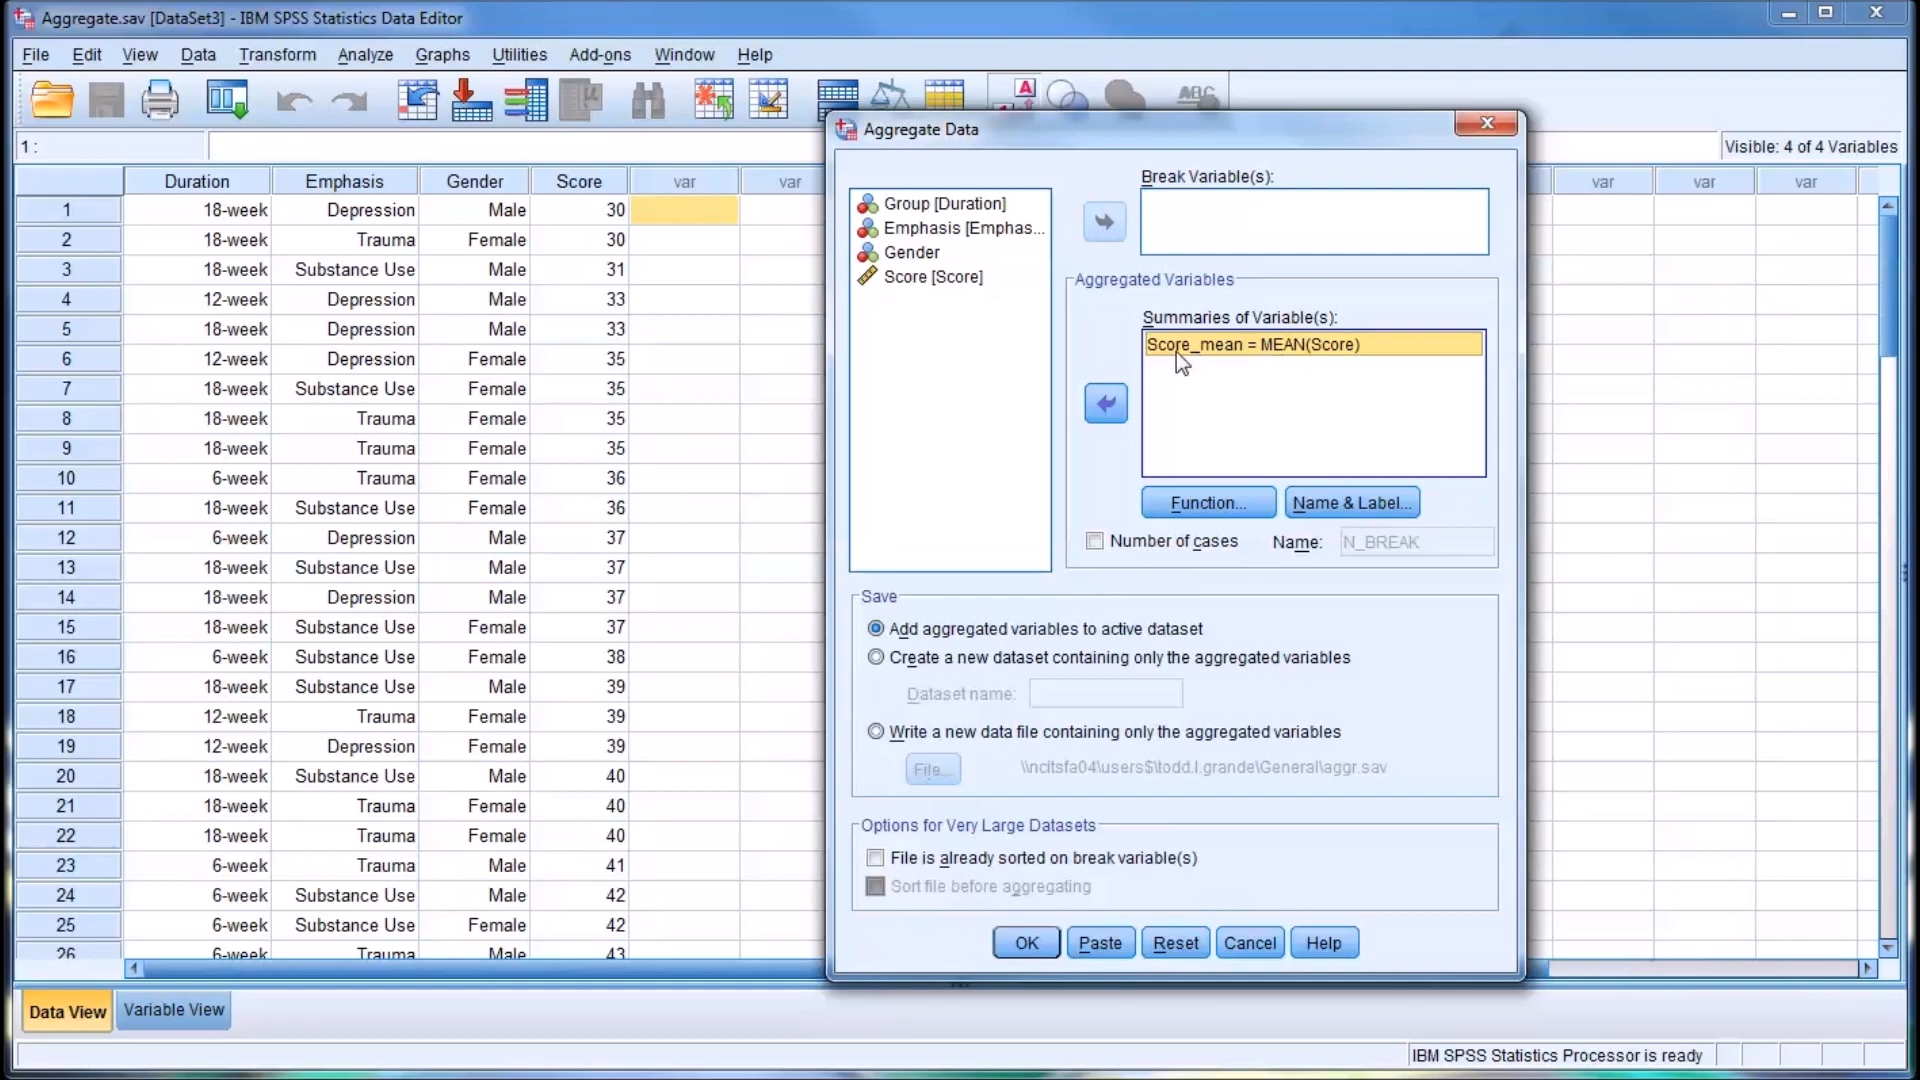 Aggregate.sav [DataSet3] - IBM SPSS Statistics Data Editor
File Edit View Data Transform Analyze Graphs Utilities Add-ons Window Help
A
ABC
1 :
Visible: 4 of 4 Variables
Duration Emphasis Gender Score var var var var var
1 18-week Depression Male 30
2 18-week Trauma Female 30
3 18-week Substance Use Male 31
4 12-week Depression Male 33
5 18-week Depression Male 33
6 12-week Depression Female 35
7 18-week Substance Use Female 35
8 18-week Trauma Female 35
9 18-week Trauma Female 35
10 6-week Trauma Female 36
11 18-week Substance Use Female 36
12 6-week Depression Male 37
13 18-week Substance Use Male 37
14 18-week Depression Male 37
15 18-week Substance Use Female 37
16 6-week Substance Use Female 38
17 18-week Substance Use Male 39
18 12-week Trauma Female 39
19 12-week Depression Female 39
20 18-week Substance Use Male 40
21 18-week Trauma Female 40
22 18-week Trauma Female 40
23 6-week Trauma Male 41
24 6-week Substance Use Male 42
25 6-week Substance Use Female 42
26 6-week Trauma Male 43
Aggregate Data
Group [Duration]
Emphasis [Emphas...
Gender
Score [Score]
Break Variable(s):
Aggregated Variables
Summaries of Variable(s):
Score_mean = MEAN(Score)
Function... Name & Label...
Number of cases Name: N_BREAK
Save
Add aggregated variables to active dataset
Create a new dataset containing only the aggregated variables
Dataset name:
Write a new data file containing only the aggregated variables
File... \\ncitsfa04\users$\todd.l.grande\General\aggr.sav
Options for Very Large Datasets
File is already sorted on break variable(s)
Sort file before aggregating
OK Paste Reset Cancel Help
Data View Variable View
IBM SPSS Statistics Processor is ready